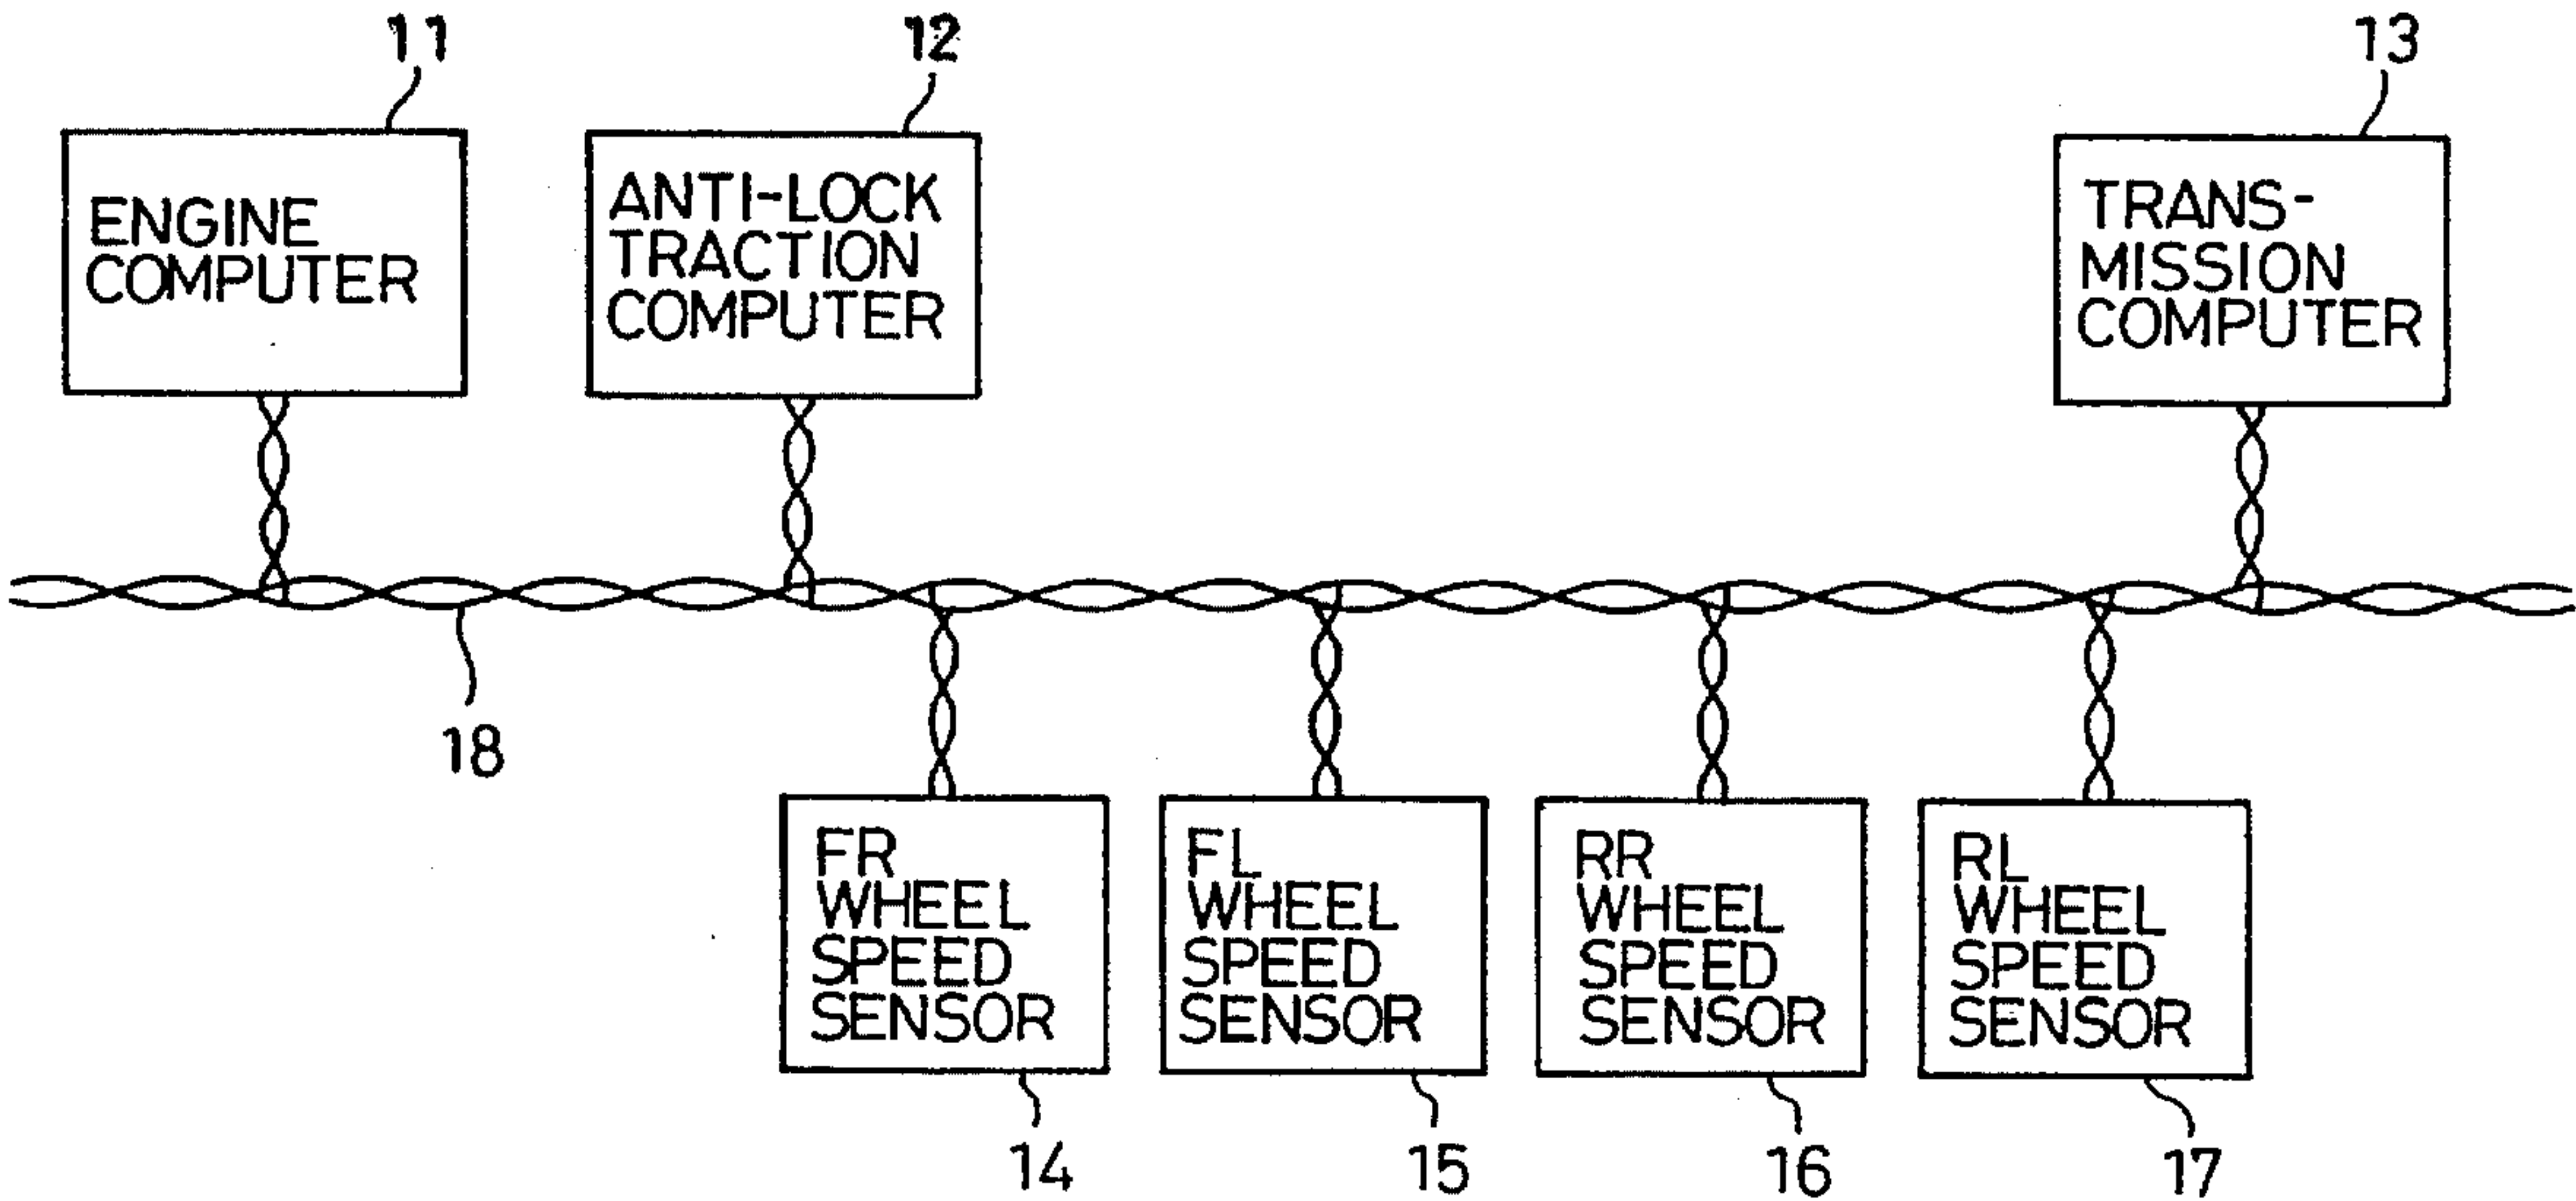 11
12
13
ENGINE
COMPUTER
ANTI-LOCK
TRACTION
COMPUTER
TRANS-
MISSION
COMPUTER
18
FR
WHEEL
SPEED
SENSOR
FL
WHEEL
SPEED
SENSOR
RR
WHEEL
SPEED
SENSOR
RL
WHEEL
SPEED
SENSOR
14
15
16
17